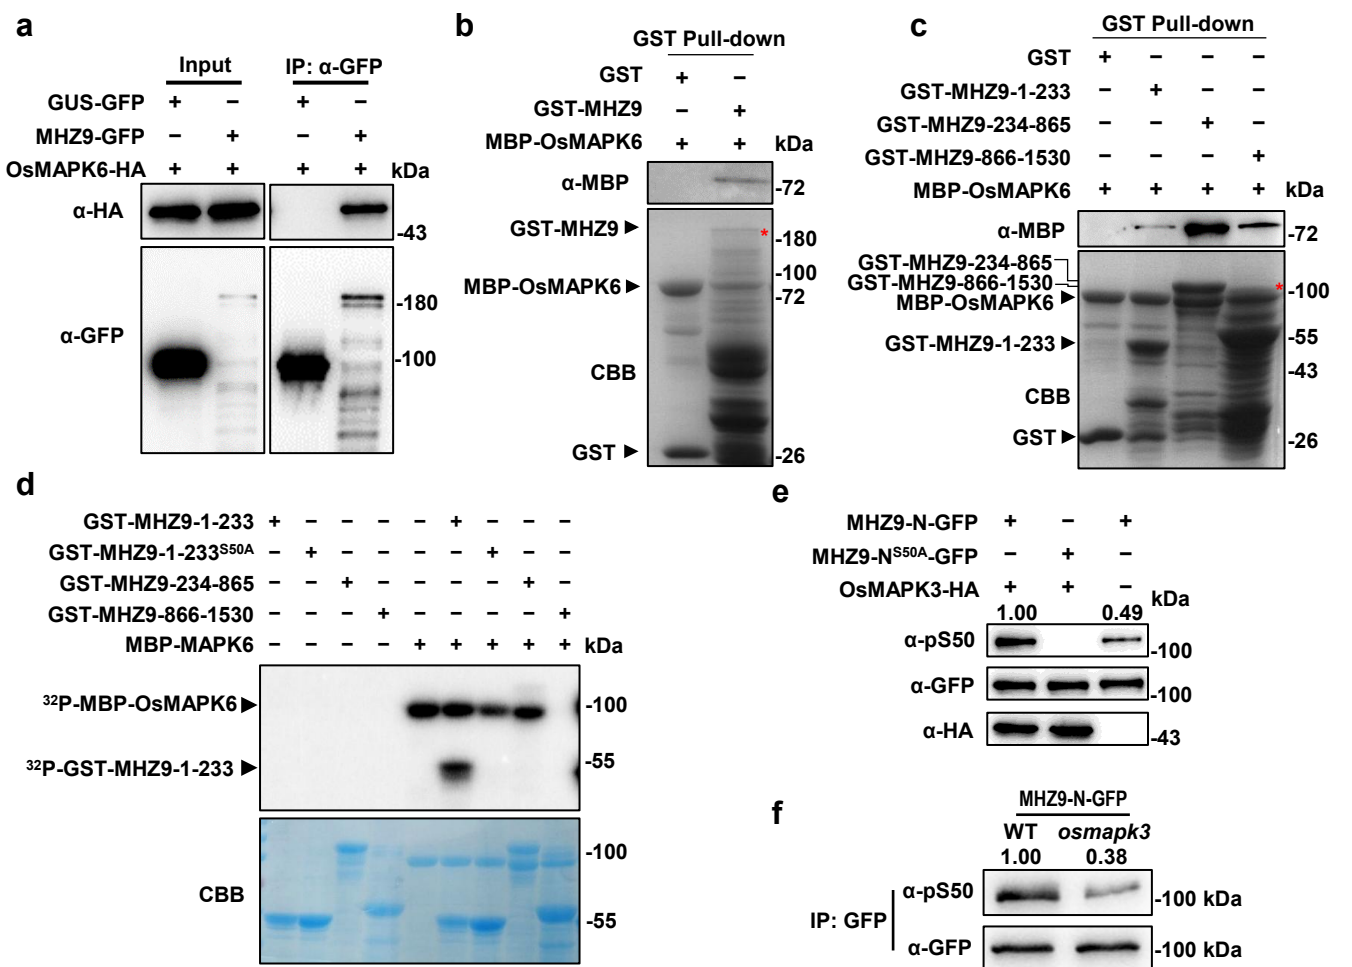 a
Input IP: α-GFP
GUS-GFP + − + −
MHZ9-GFP − + − +
OsMAPK6-HA + + + + kDa
α-HA
-43
α-GFP
-180
-100
b
GST Pull-down
GST + −
GST-MHZ9 − +
MBP-OsMAPK6 + + kDa
α-MBP -72
GST-MHZ9 ►
*
-180
-100
MBP-OsMAPK6 ►
-72
CBB
GST ► -26
c
GST Pull-down
GST + − − −
GST-MHZ9-1-233 − + − −
GST-MHZ9-234-865 − − + −
GST-MHZ9-866-1530 − − − +
MBP-OsMAPK6 + + + + kDa
α-MBP -72
GST-MHZ9-234-865
GST-MHZ9-866-1530
*
MBP-OsMAPK6 ► -100
GST-MHZ9-1-233 ► -55
-43
CBB
GST ► -26
d
GST-MHZ9-1-233 + − − − − + − − −
GST-MHZ9-1-233S50A − + − − − − + − −
GST-MHZ9-234-865 − − + − − − − + −
GST-MHZ9-866-1530 − − − + − − − − +
MBP-MAPK6 − − − − + + + + + kDa
32P-MBP-OsMAPK6 ► -100
32P-GST-MHZ9-1-233 ► -55
CBB
-100
-55
e
MHZ9-N-GFP + − +
MHZ9-NS50A-GFP − + −
OsMAPK3-HA + + −
1.00 0.49 kDa
α-pS50 -100
α-GFP -100
α-HA -43
f
MHZ9-N-GFP
WT osmapk3
1.00 0.38
IP: GFP
α-pS50 -100 kDa
α-GFP -100 kDa